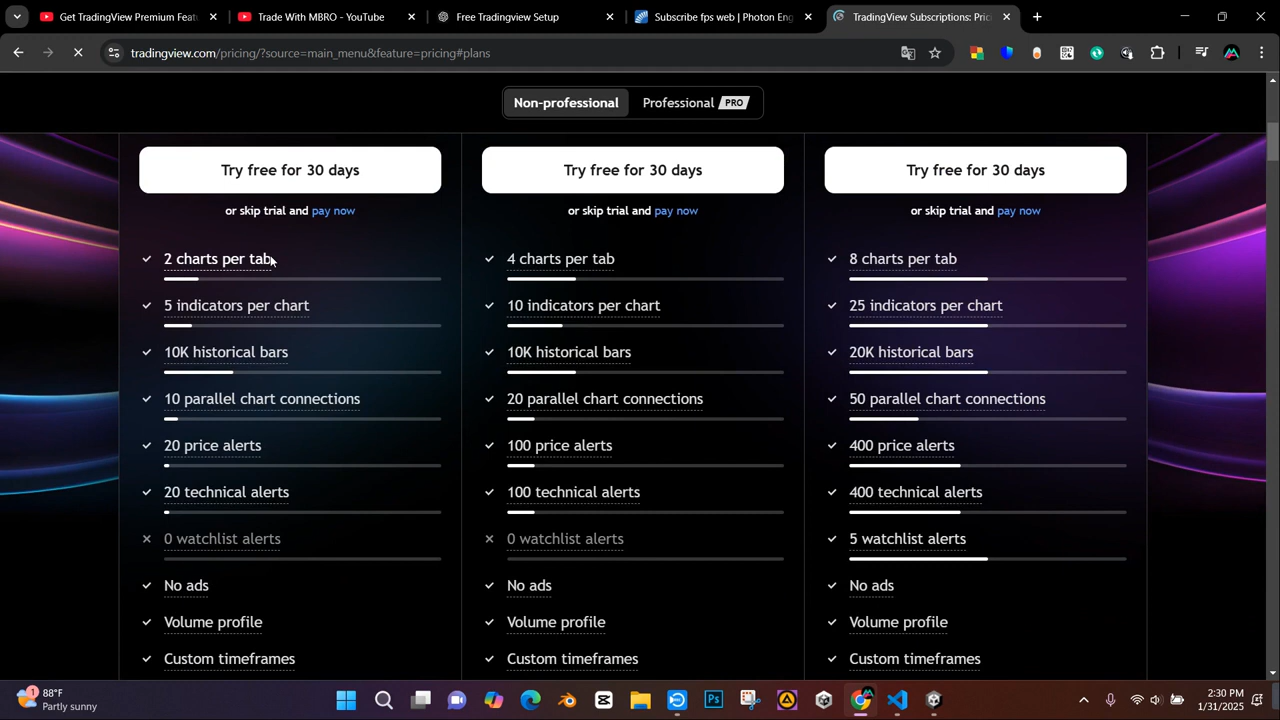 Get TradingView Premium Feat
Trade With MBRO - YouTube
Free Tradingview Setup
Subscribe fps web | Photon Eng
TradingView Subscriptions: Pric
tradingview.com/pricing/?source=main_menu&feature=pricing#plans
Non-professional
Professional PRO
Try free for 30 days
or skip trial and pay now
2 charts per tab
5 indicators per chart
10K historical bars
10 parallel chart connections
20 price alerts
20 technical alerts
0 watchlist alerts
No ads
Volume profile
Custom timeframes
Try free for 30 days
or skip trial and pay now
4 charts per tab
10 indicators per chart
10K historical bars
20 parallel chart connections
100 price alerts
100 technical alerts
0 watchlist alerts
No ads
Volume profile
Custom timeframes
Try free for 30 days
or skip trial and pay now
8 charts per tab
25 indicators per chart
20K historical bars
50 parallel chart connections
400 price alerts
400 technical alerts
5 watchlist alerts
No ads
Volume profile
Custom timeframes
1
88°F
Partly sunny
Ps
2:30 PM
1/31/2025